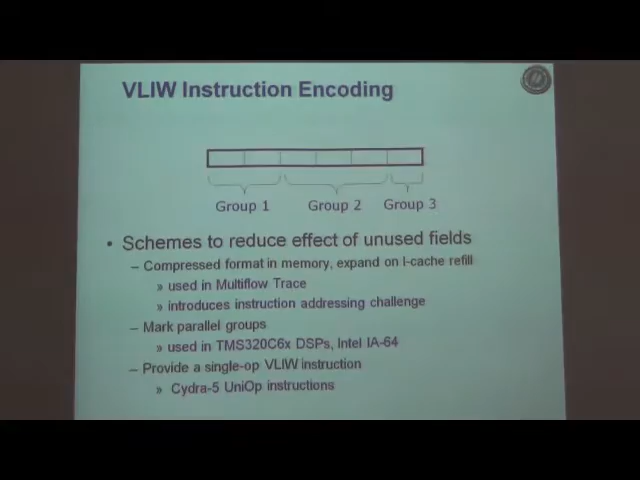 VLIW Instruction Encoding
Group 1 Group 2 Group 3
• Schemes to reduce effect of unused fields
– Compressed format in memory, expand on I-cache refill
» used in Multiflow Trace
» introduces instruction addressing challenge
– Mark parallel groups
» used in TMS320C6x DSPs, Intel IA-64
– Provide a single-op VLIW instruction
» Cydra-5 UniOp instructions